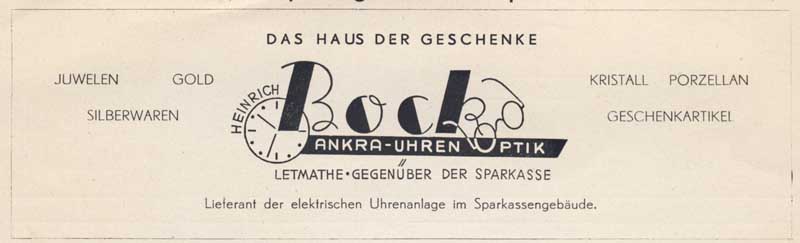 DAS HAUS DER GESCHENKE
JUWELEN GOLD
SILBERWAREN
HEINRICH
Bock
ANKRA-UHREN OPTIK
LETMATHE · GEGENÜBER DER SPARKASSE
KRISTALL PORZELLAN
GESCHENKARTIKEL
Lieferant der elektrischen Uhrenanlage im Sparkassengebäude.